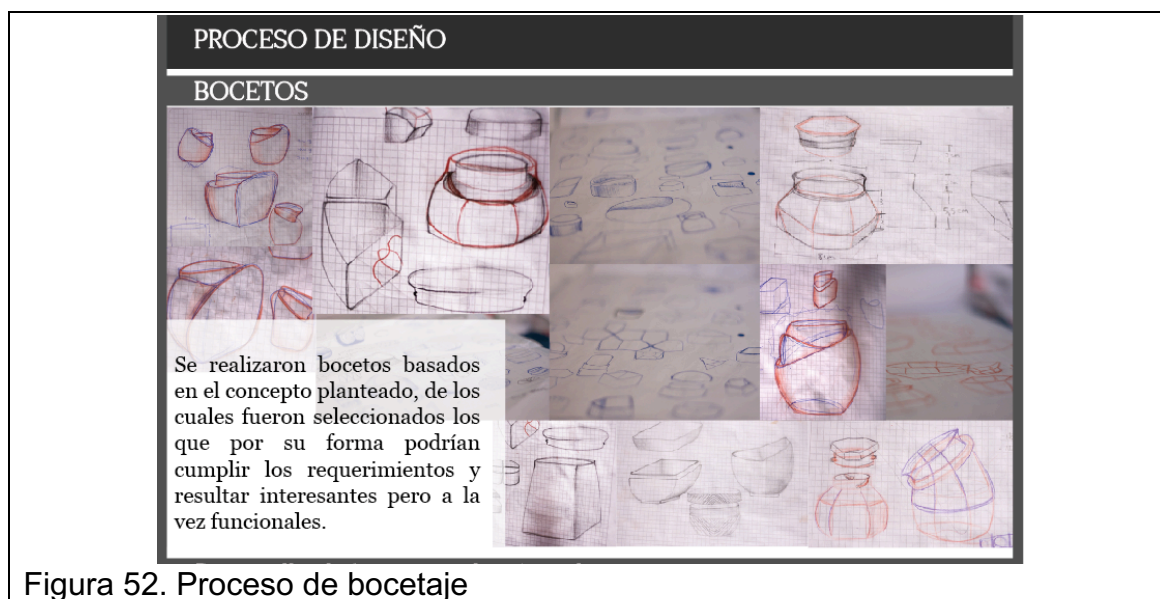 PROCESO DE DISEÑO
BOCETOS
Se realizaron bocetos basados
en el concepto planteado, de los
cuales fueron seleccionados los
que por su forma podrían
cumplir los requerimientos y
resultar interesantes pero a la
vez funcionales.
Figura 52. Proceso de bocetaje